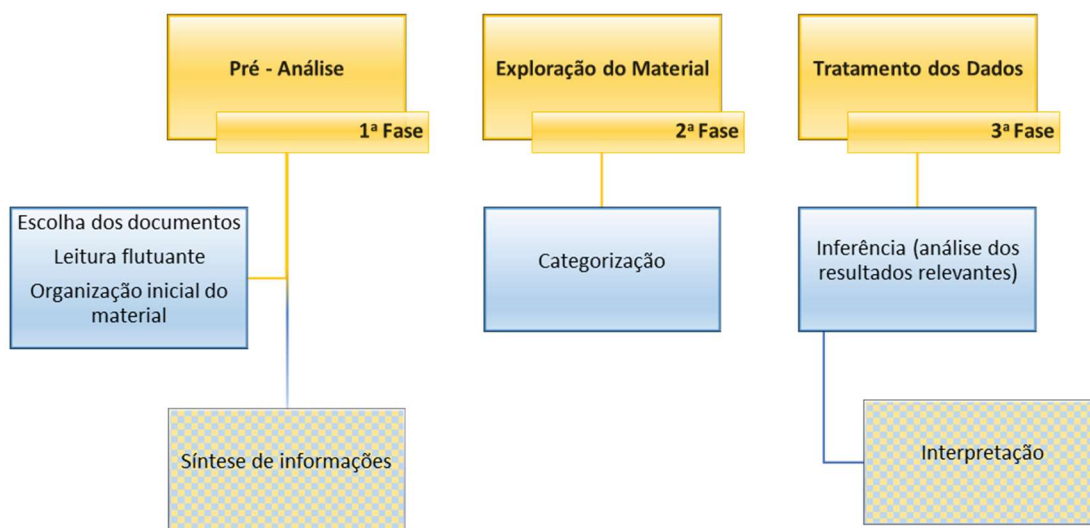 Pré - Análise
1ª Fase
Escolha dos documentos
Leitura flutuante
Organização inicial do
material
Síntese de informações
Exploração do Material
2ª Fase
Categorização
Tratamento dos Dados
3ª Fase
Inferência (análise dos
resultados relevantes)
Interpretação